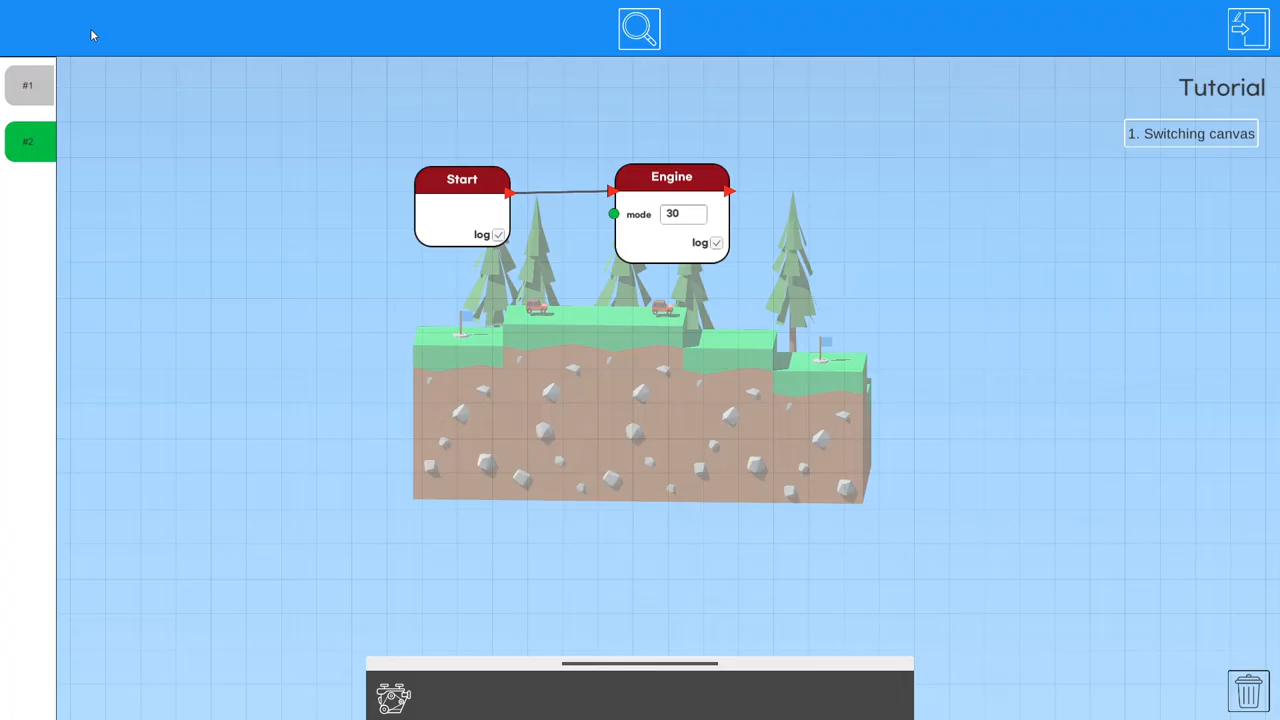 #1
#2
Tutorial
1. Switching canvas
Start
log
Engine
mode 30
log